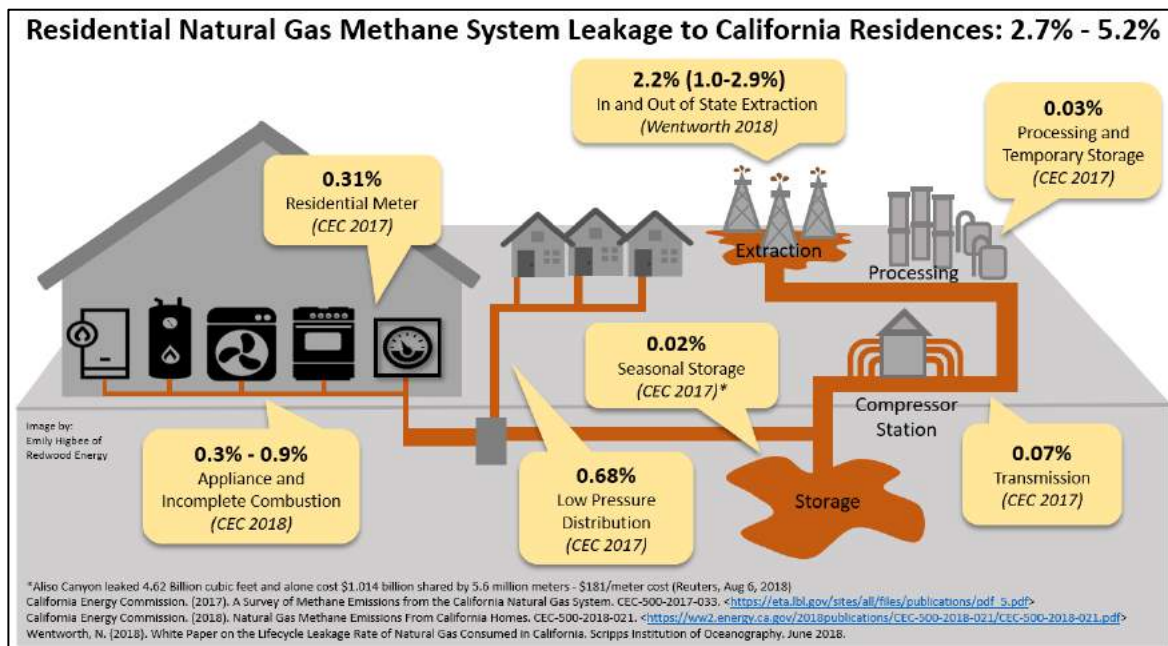 Residential Natural Gas Methane System Leakage to California Residences: 2.7% - 5.2%
2.2% (1.0-2.9%)
In and Out of State Extraction
(Wentworth 2018)
0.03%
Processing and
Temporary Storage
(CEC 2017)
0.31%
Residential Meter
(CEC 2017)
Extraction
Processing
0.02%
Seasonal Storage
(CEC 2017)*
Compressor
Station
Image by:
Emily Higbee of
Redwood Energy
0.3% - 0.9%
Appliance and
Incomplete Combustion
(CEC 2018)
0.68%
Low Pressure
Distribution
(CEC 2017)
Storage
0.07%
Transmission
(CEC 2017)
*Aliso Canyon leaked 4.62 Billion cubic feet and alone cost $1.014 billion shared by 5.6 million meters - $181/meter cost (Reuters, Aug 6, 2018)
California Energy Commission. (2017). A Survey of Methane Emissions from the California Natural Gas System. CEC-500-2017-033. <https://eta.lbl.gov/sites/all/files/publications/pdf_5.pdf>
California Energy Commission. (2018). Natural Gas Methane Emissions From California Homes. CEC-500-2018-021. <https://ww2.energy.ca.gov/2018publications/CEC-500-2018-021/CEC-500-2018-021.pdf>
Wentworth, N. (2018). White Paper on the Lifecycle Leakage Rate of Natural Gas Consumed in California. Scripps Institution of Oceanography. June 2018.